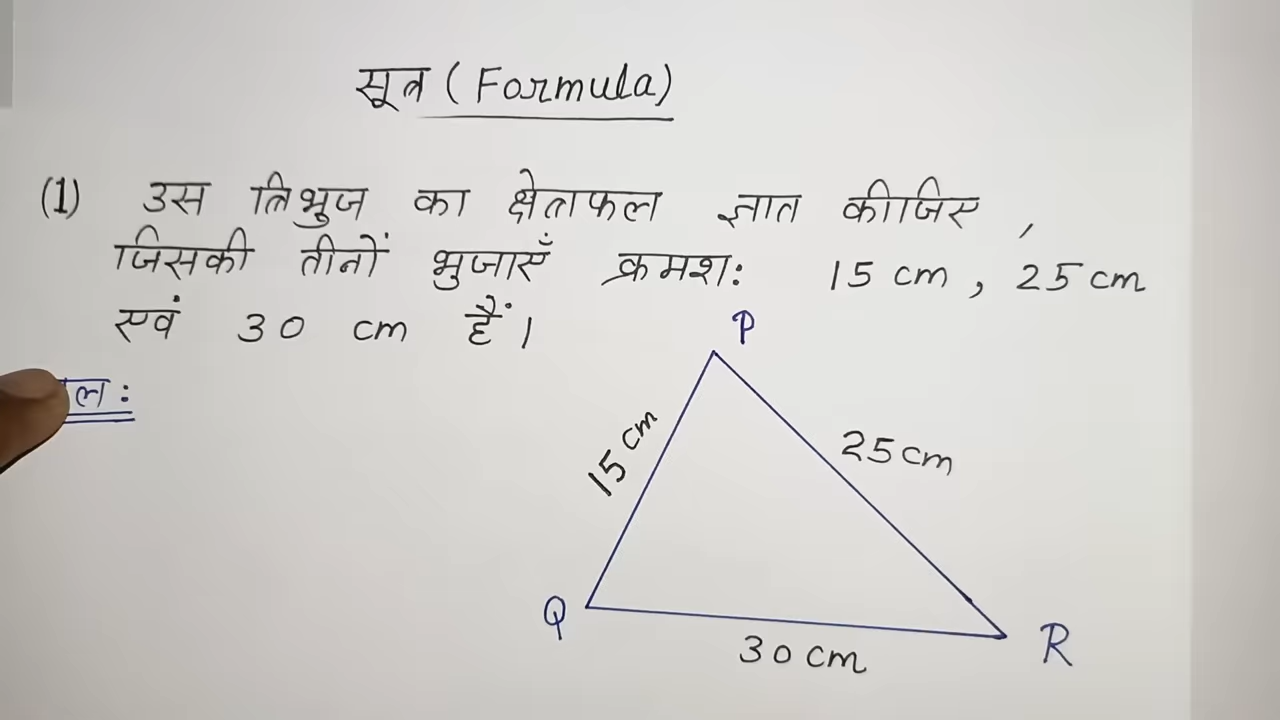 सूत्र (Formula)
(1) उस त्रिभुज का क्षेत्रफल ज्ञात कीजिए ,
जिसकी तीनों भुजाएँ क्रमश: 15 cm , 25 cm
एवं 30 cm हैं।
P
ल :
15 cm
25 cm
Q
30 cm
R